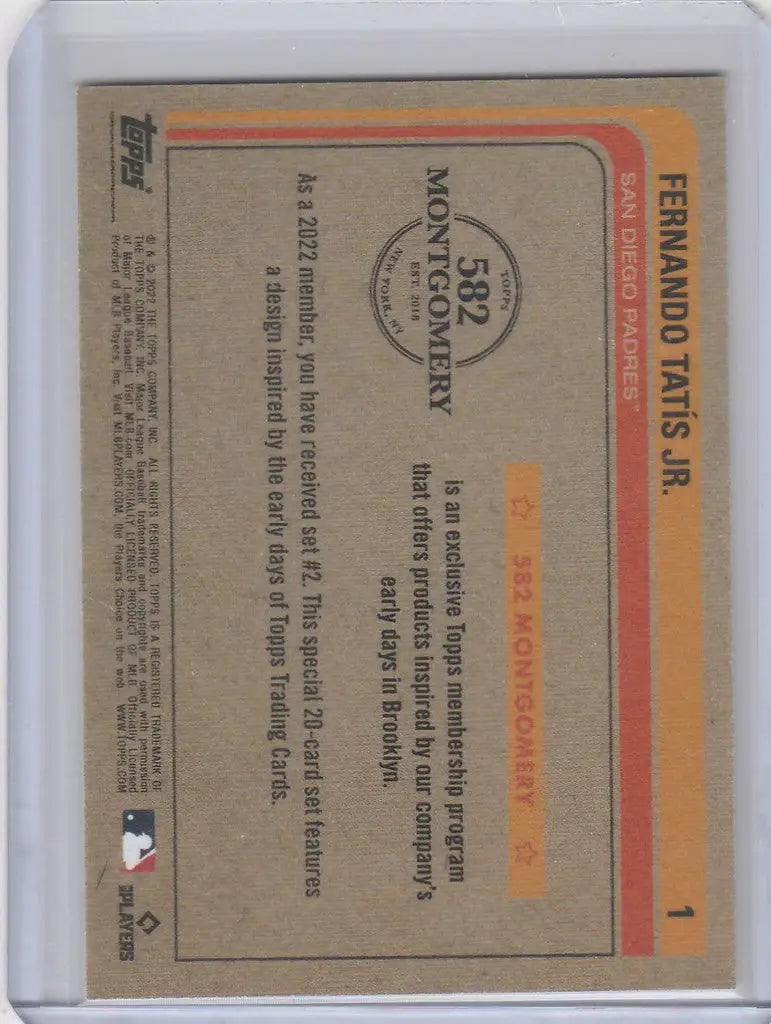 FERNANDO TATÍS JR.
1
SAN DIEGO PADRES™
☆ 582 MONTGOMERY ☆
TOPPS
582
MONTGOMERY
EST. 2018
NEW YORK, NY
is an exclusive Topps membership program
that offers products inspired by our company's
early days in Brooklyn.
As a 2022 member, you have received set #2. This special 20-card set features
a design inspired by the early days of Topps Trading Cards.
topps®
® & © 2022 THE TOPPS COMPANY, INC. ALL RIGHTS RESERVED. TOPPS IS A REGISTERED TRADEMARK OF
THE TOPPS COMPANY, INC. Major League Baseball trademarks and copyrights are used with permission
of Major League Baseball. Visit MLB.com OFFICIALLY LICENSED PRODUCT OF MLB Officially Licensed
Product of MLB Players, Inc. Visit MLBPLAYERS.COM, the Players Choice on the web. WWW.TOPPS.COM
MLB PLAYERS